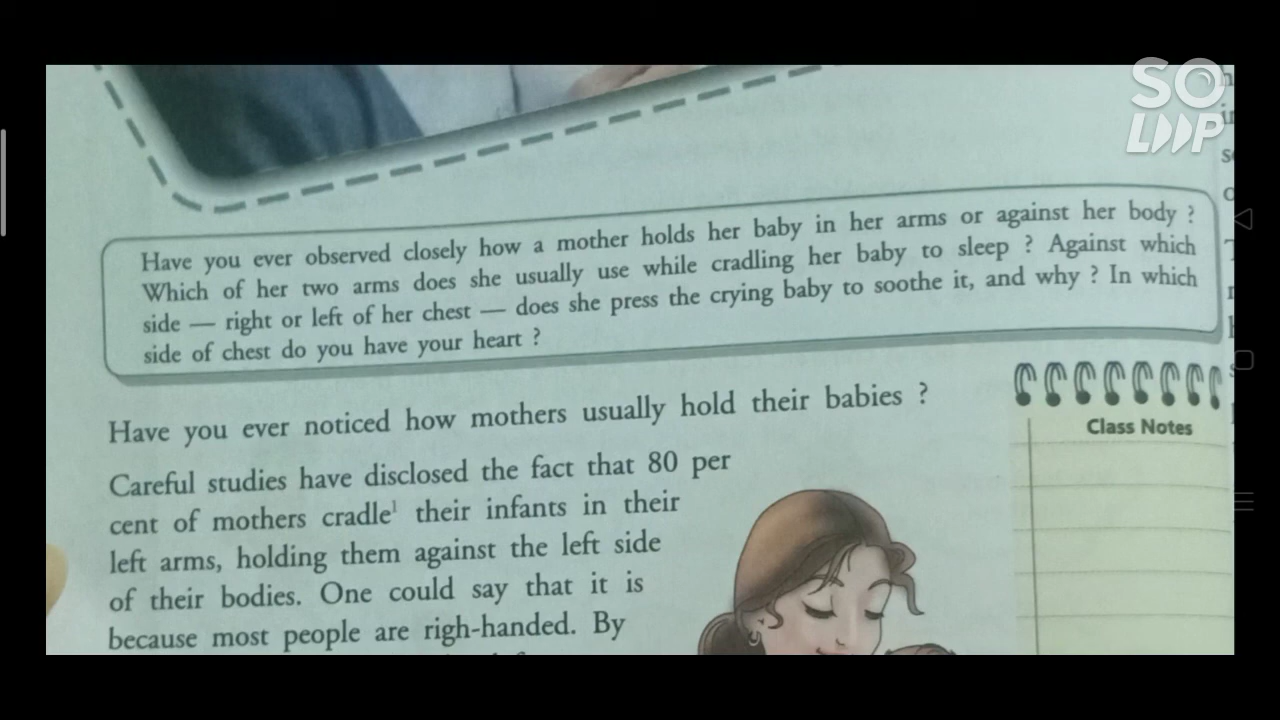 SO
LOOP
Have you ever observed closely how a mother holds her baby in her arms or against her body ?
Which of her two arms does she usually use while cradling her baby to sleep ? Against which
side — right or left of her chest — does she press the crying baby to soothe it, and why ? In which
side of chest do you have your heart ?
Have you ever noticed how mothers usually hold their babies ?
Class Notes
Careful studies have disclosed the fact that 80 per
cent of mothers cradle¹ their infants in their
left arms, holding them against the left side
of their bodies. One could say that it is
because most people are righ-handed. By